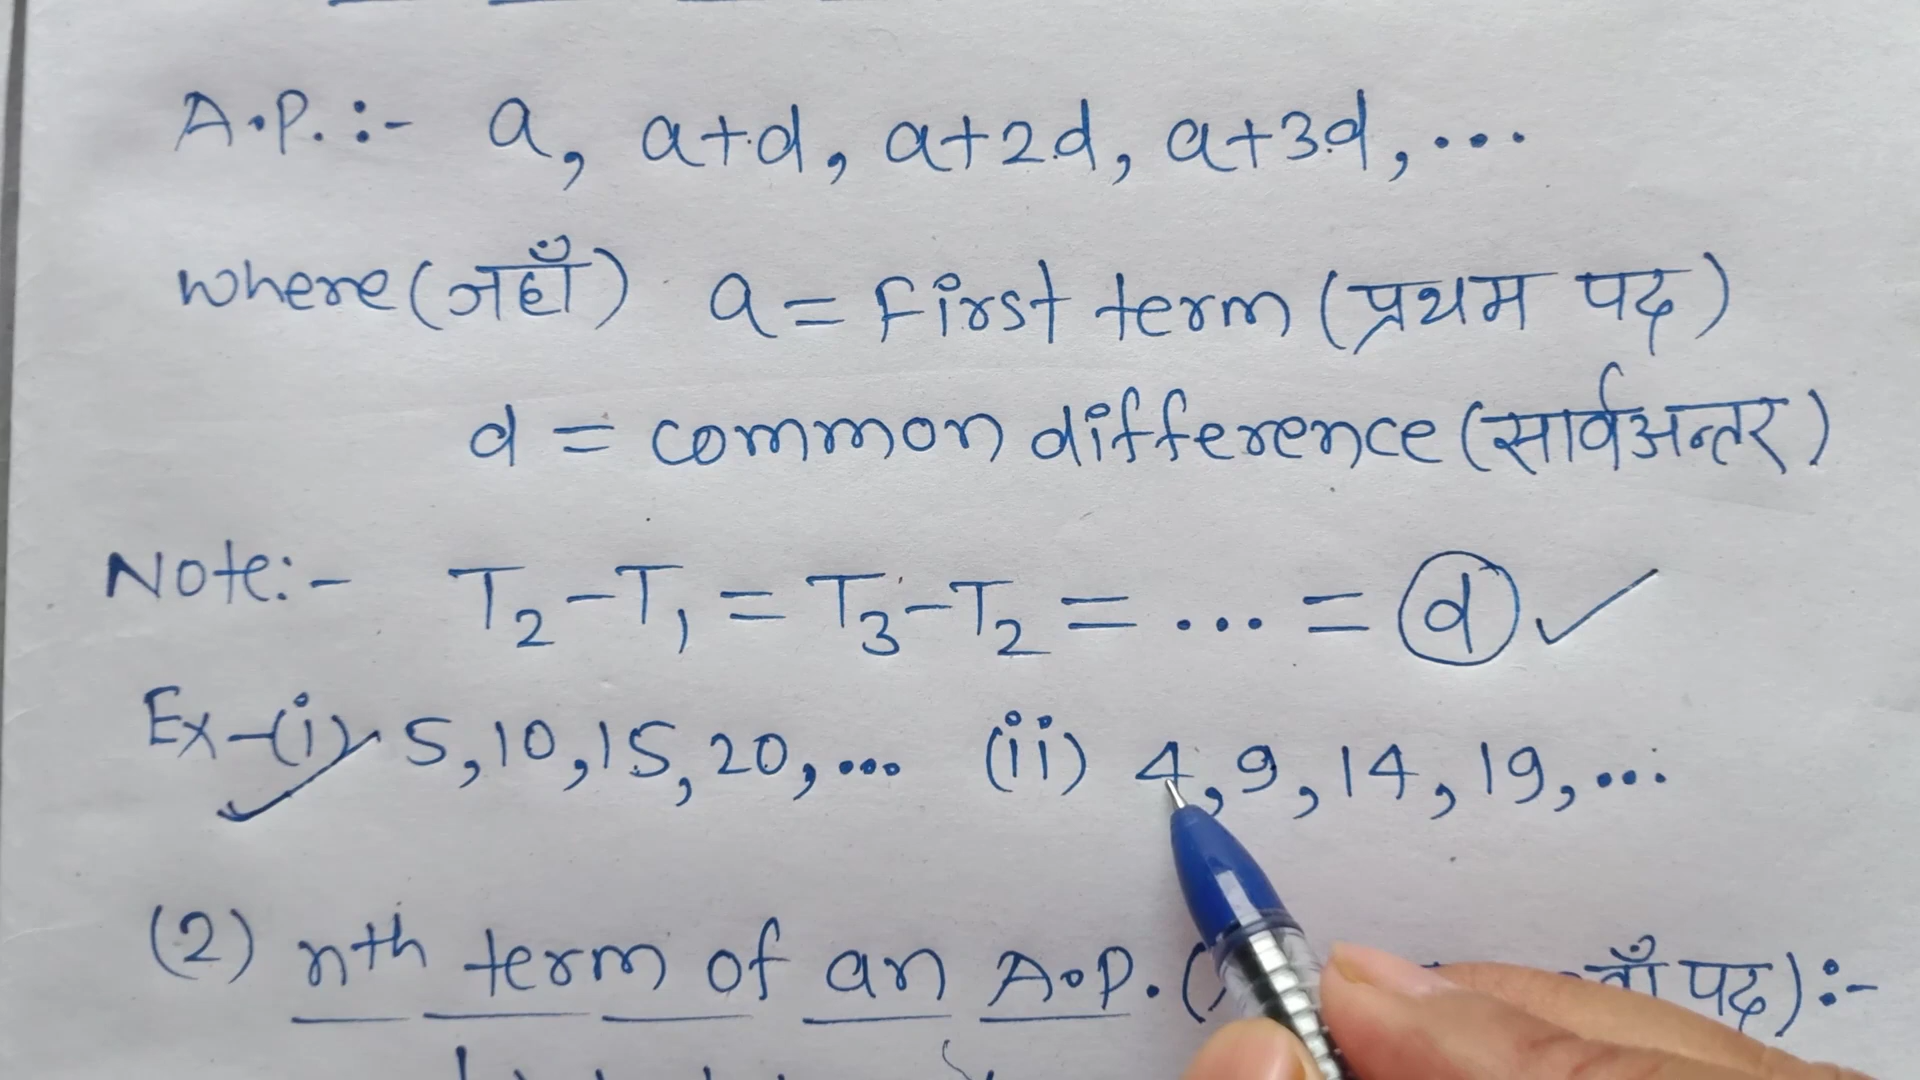 A.P. :- a, a+d, a+2d, a+3d, ...
where (जहाँ) a = First term (प्रथम पद)
d = common difference (सार्वअन्तर)
Note:- T₂-T₁ = T₃-T₂ = ... = d ✓
Ex-(i) 5, 10, 15, 20, ... (ii) 4, 9, 14, 19, ...
(2) nth term of an A.P. ( पद):-